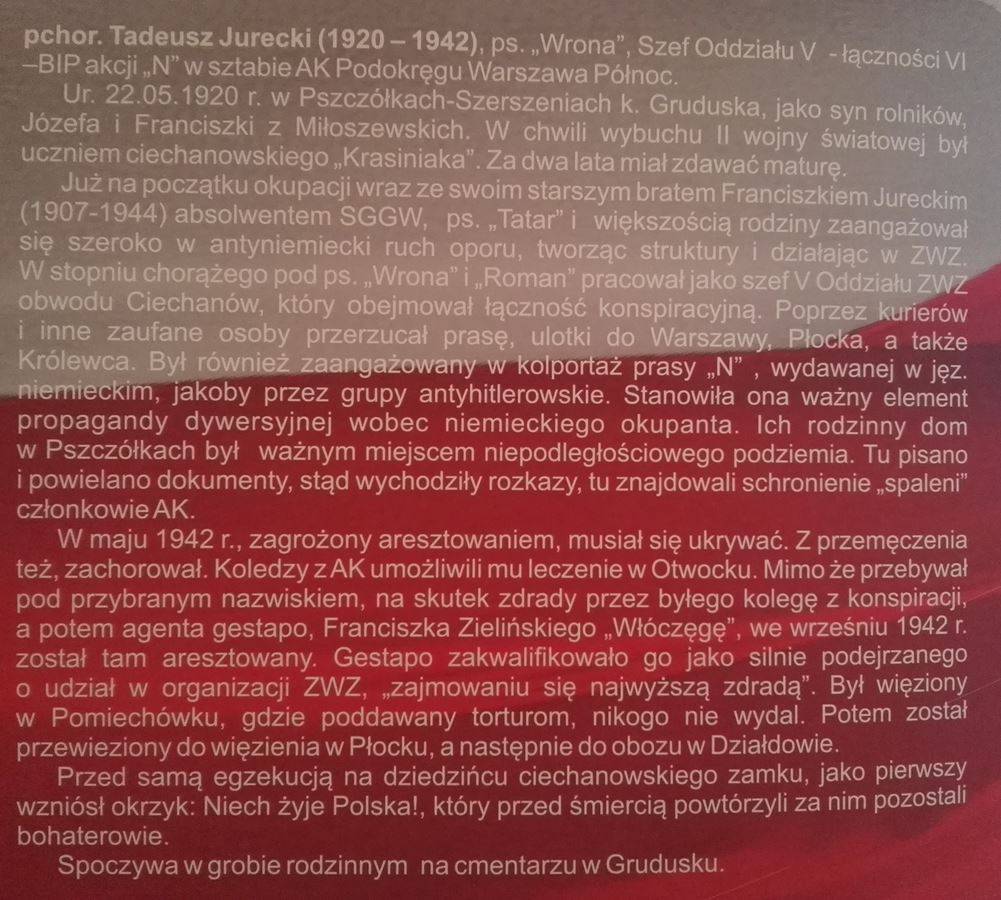 pchor. Tadeusz Jurecki (1920 – 1942), ps. „Wrona”, Szef Oddziału V - łączności VI
–BIP akcji „N” w sztabie AK Podokręgu Warszawa Północ.
Ur. 22.05.1920 r. w Pszczółkach-Szerszeniach k. Gruduska, jako syn rolników,
Józefa i Franciszki z Miłoszewskich. W chwili wybuchu II wojny światowej był
uczniem ciechanowskiego „Krasiniaka”. Za dwa lata miał zdawać maturę.
Już na początku okupacji wraz ze swoim starszym bratem Franciszkiem Jureckim
(1907-1944) absolwentem SGGW, ps. „Tatar” i większością rodziny zaangażował
się szeroko w antyniemiecki ruch oporu, tworząc struktury i działając w ZWZ.
W stopniu chorążego pod ps. „Wrona” i „Roman” pracował jako szef V Oddziału ZWZ
obwodu Ciechanów, który obejmował łączność konspiracyjną. Poprzez kurierów
i inne zaufane osoby przerzucał prasę, ulotki do Warszawy, Płocka, a także
Królewca. Był również zaangażowany w kolportaż prasy „N” , wydawanej w jęz.
niemieckim, jakoby przez grupy antyhitlerowskie. Stanowiła ona ważny element
propagandy dywersyjnej wobec niemieckiego okupanta. Ich rodzinny dom
w Pszczółkach był ważnym miejscem niepodległościowego podziemia. Tu pisano
i powielano dokumenty, stąd wychodziły rozkazy, tu znajdowali schronienie „spaleni”
członkowie AK.
W maju 1942 r., zagrożony aresztowaniem, musiał się ukrywać. Z przemęczenia
też, zachorował. Koledzy z AK umożliwili mu leczenie w Otwocku. Mimo że przebywał
pod przybranym nazwiskiem, na skutek zdrady przez byłego kolegę z konspiracji,
a potem agenta gestapo, Franciszka Zielińskiego „Włóczęgę”, we wrześniu 1942 r.
został tam aresztowany. Gestapo zakwalifikowało go jako silnie podejrzanego
o udział w organizacji ZWZ, „zajmowaniu się najwyższą zdradą”. Był więziony
w Pomiechówku, gdzie poddawany torturom, nikogo nie wydal. Potem został
przewieziony do więzienia w Płocku, a następnie do obozu w Działdowie.
Przed samą egzekucją na dziedzińcu ciechanowskiego zamku, jako pierwszy
wzniósł okrzyk: Niech żyje Polska!, który przed śmiercią powtórzyli za nim pozostali
bohaterowie.
Spoczywa w grobie rodzinnym na cmentarzu w Grudusku.